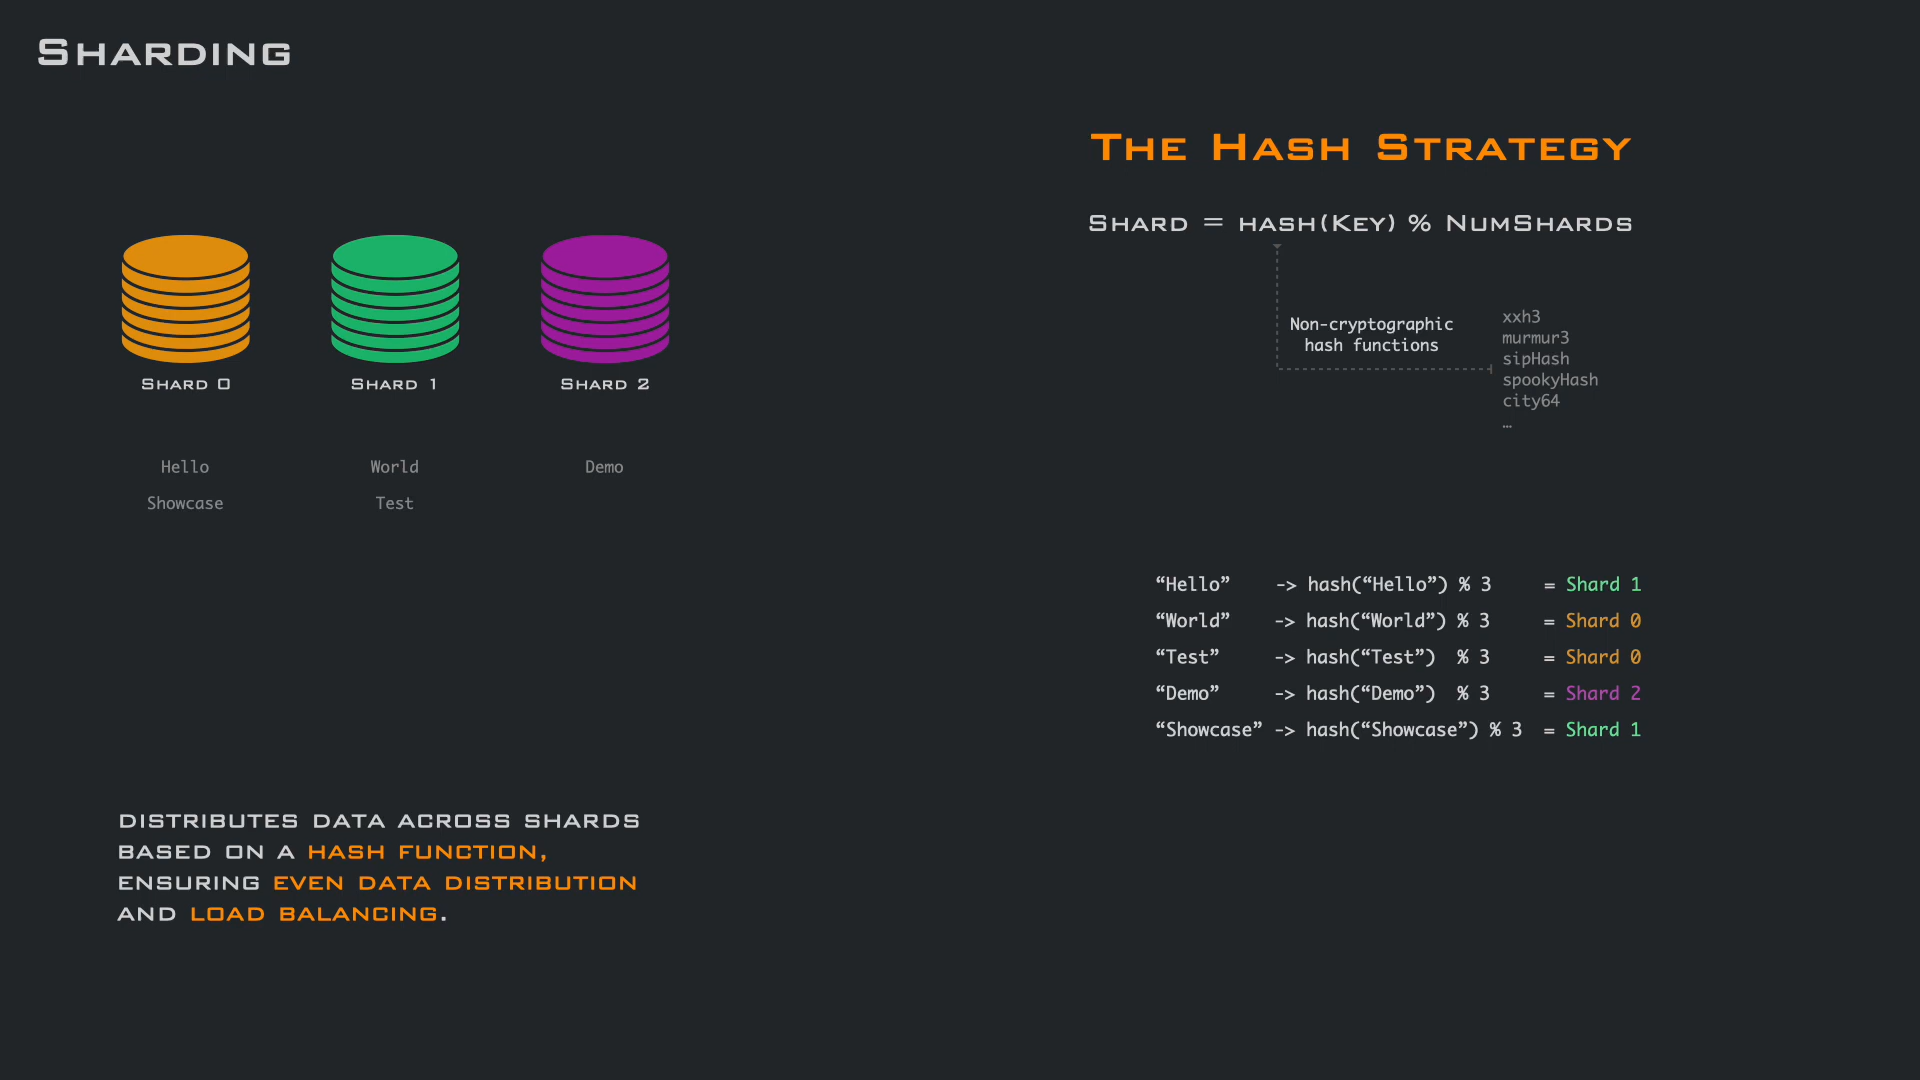 Sharding
The Hash Strategy
Shard = hash(Key) % NumShards
Non-cryptographic
hash functions
xxh3
murmur3
sipHash
spookyHash
city64
…
Shard 0
Shard 1
Shard 2
Hello
World
Demo
Showcase
Test
“Hello” -> hash(“Hello”) % 3 = Shard 1
“World” -> hash(“World”) % 3 = Shard 0
“Test” -> hash(“Test”) % 3 = Shard 0
“Demo” -> hash(“Demo”) % 3 = Shard 2
“Showcase” -> hash(“Showcase”) % 3 = Shard 1
distributes data across shards
based on a hash function,
ensuring even data distribution
and load balancing.